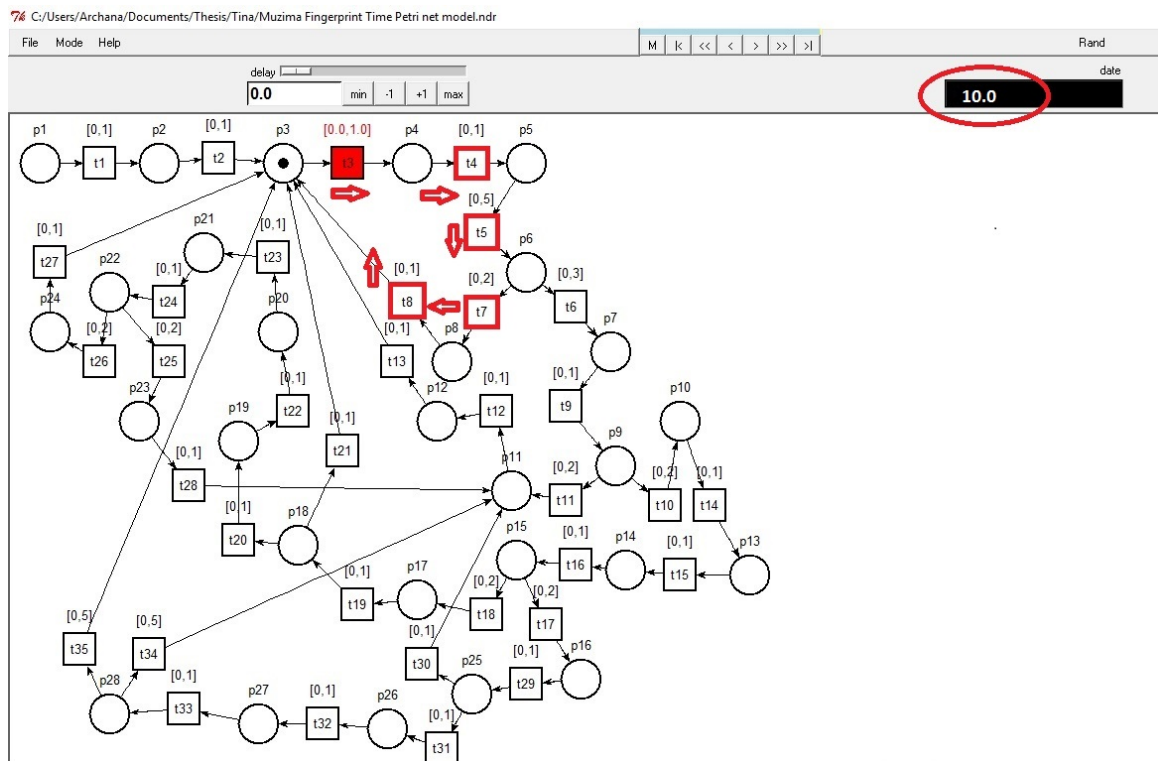 C:/Users/Archana/Documents/Thesis/Tina/Muzima Fingerprint Time Petri net model.ndr
File Mode Help M |< << < > >> >| Rand
delay date
0.0 min -1 +1 max 10.0
p1 [0,1] p2 [0,1] p3 [0.0,1.0] p4 [0,1] p5
t1 t2 t3 t4
[0,5]
p21 [0,1] t5 p6
[0,1] p22 t23 [0,1] [0,2] [0,3]
t27 [0,1] t24 p20 t8 t7 t6 p7
p24 [0,2] [0,2] [0,1] p8
t26 t25 t13 [0,1] p10
p23 p19 [0,1] p12 [0,1] t9
t22 [0,1] t12 p9
[0,1] t21 p11 [0,2] [0,2] [0,1]
t28 [0,1] p18 t11 t10 t14
t20 p15 [0,1] p14 [0,1] p13
[0,1] p17 [0,2] t16 t15
t19 t18 [0,2]
[0,5] [0,5] [0,1] t17
t35 t34 t30 p25 [0,1] p16
p28 [0,1] p27 [0,1] p26 t29
t33 t32 [0,1]
t31